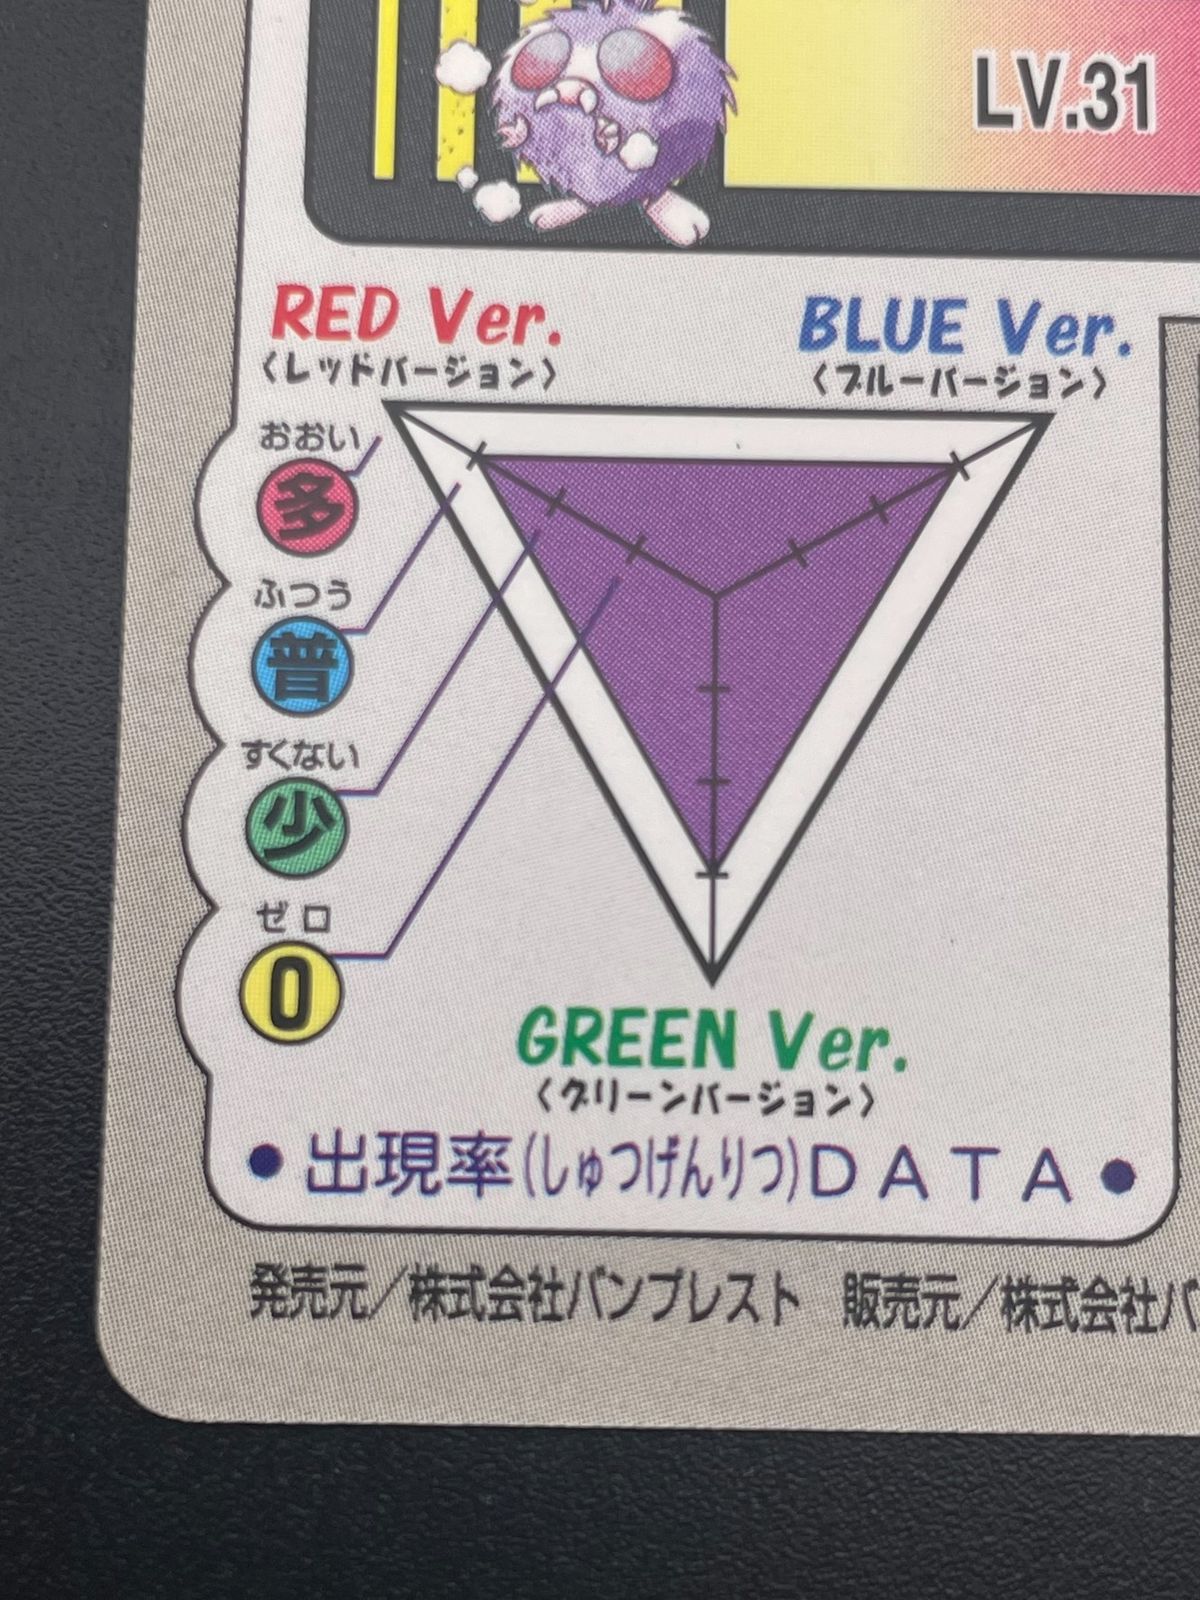 LV.31
RED Ver.
〈レッドバージョン〉
BLUE Ver.
〈ブルーバージョン〉
おおい
多
ふつう
普
すくない
少
ゼロ
0
GREEN Ver.
〈グリーンバージョン〉
●出現率(しゅつげんりつ)DATA●
発売元/株式会社バンプレスト 販売元/株式会社バ